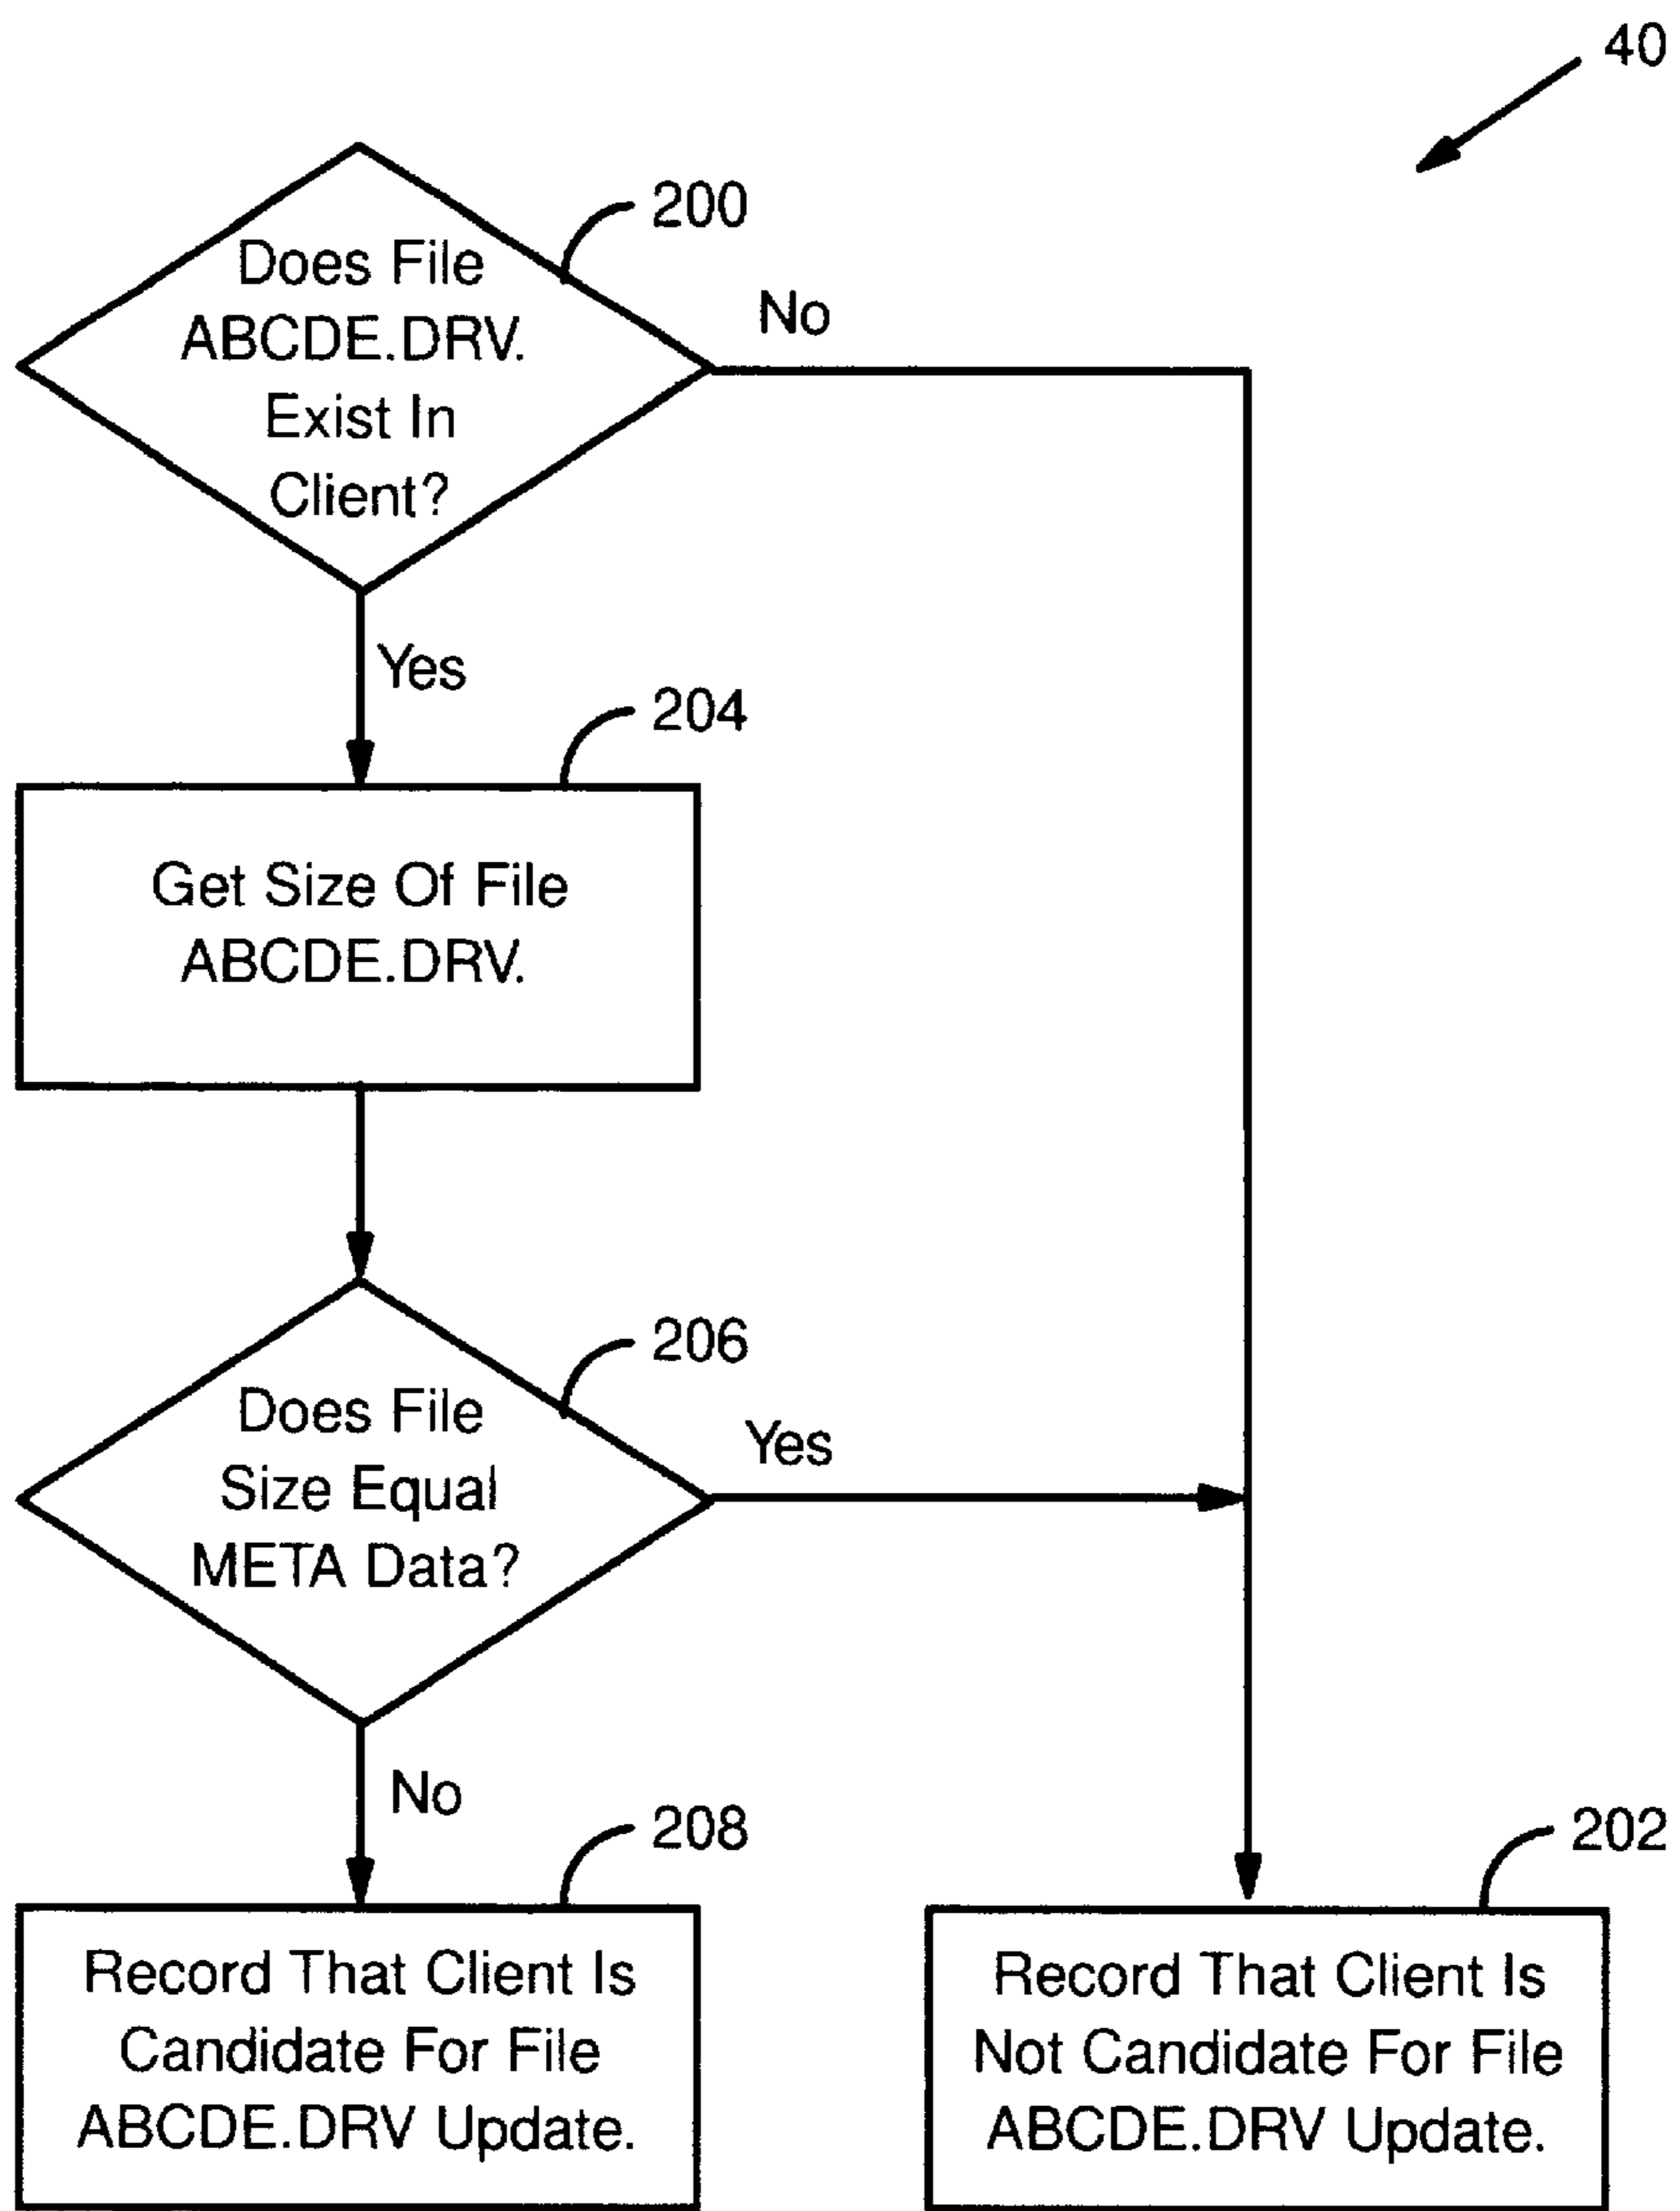 40
200
Does File
ABCDE.DRV.
Exist In
Client?
No
Yes
204
Get Size Of File
ABCDE.DRV.
206
Does File
Size Equal
META Data?
Yes
No
208
Record That Client Is
Candidate For File
ABCDE.DRV Update.
202
Record That Client Is
Not Candidate For File
ABCDE.DRV Update.